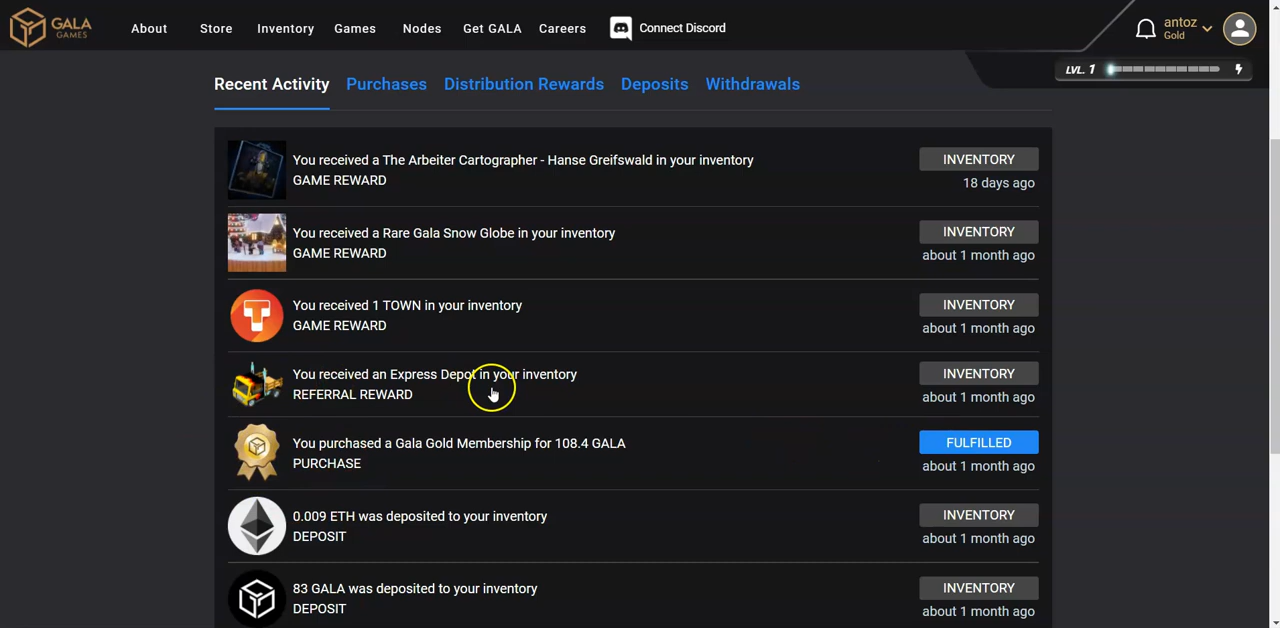 GALA
GAMES
About Store Inventory Games Nodes Get GALA Careers Connect Discord
antoz
Gold
LVL. 1
Recent Activity Purchases Distribution Rewards Deposits Withdrawals
You received a The Arbeiter Cartographer - Hanse Greifswald in your inventory
GAME REWARD
INVENTORY
18 days ago
You received a Rare Gala Snow Globe in your inventory
GAME REWARD
INVENTORY
about 1 month ago
You received 1 TOWN in your inventory
GAME REWARD
INVENTORY
about 1 month ago
You received an Express Depot in your inventory
REFERRAL REWARD
INVENTORY
about 1 month ago
You purchased a Gala Gold Membership for 108.4 GALA
PURCHASE
FULFILLED
about 1 month ago
0.009 ETH was deposited to your inventory
DEPOSIT
INVENTORY
about 1 month ago
83 GALA was deposited to your inventory
DEPOSIT
INVENTORY
about 1 month ago